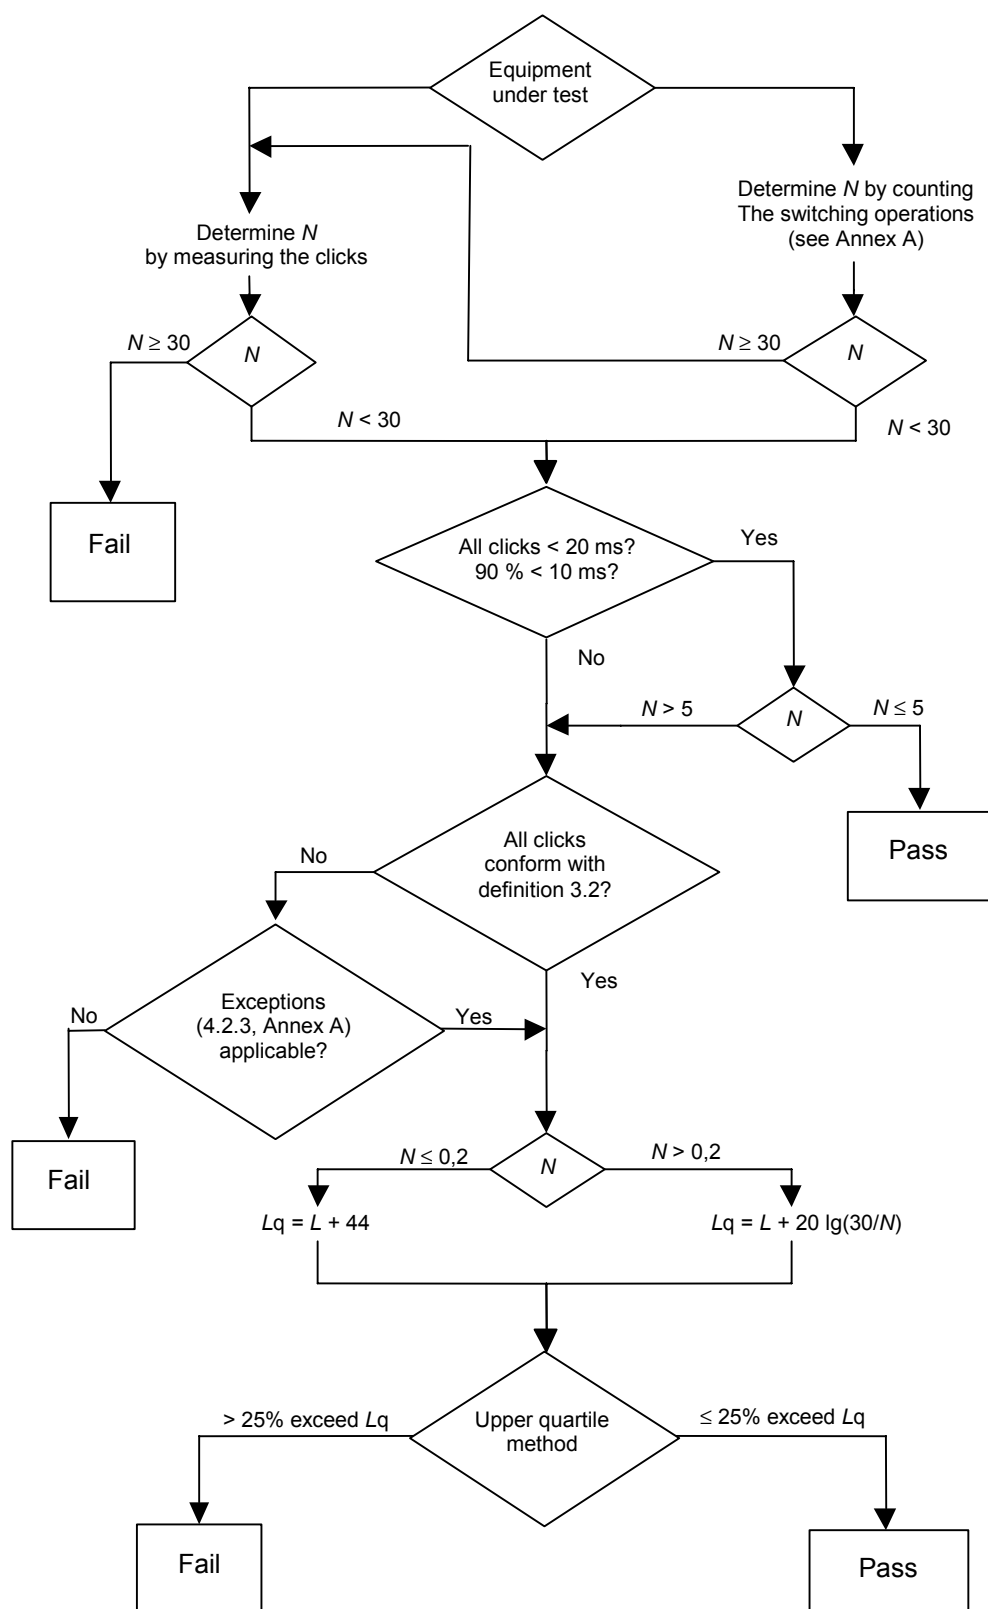 Equipment
under test
Determine N by counting
The switching operations
(see Annex A)
Determine N
by measuring the clicks
N ≥ 30
N
N ≥ 30
N
N < 30
N < 30
Fail
All clicks < 20 ms?
90 % < 10 ms?
Yes
No
N > 5
N
N ≤ 5
Pass
All clicks
conform with
definition 3.2?
No
Yes
Exceptions
(4.2.3, Annex A)
applicable?
No
Yes
Fail
N ≤ 0,2
N
N > 0,2
Lq = L + 44
Lq = L + 20 lg(30/N)
> 25% exceed Lq
Upper quartile
method
≤ 25% exceed Lq
Fail
Pass